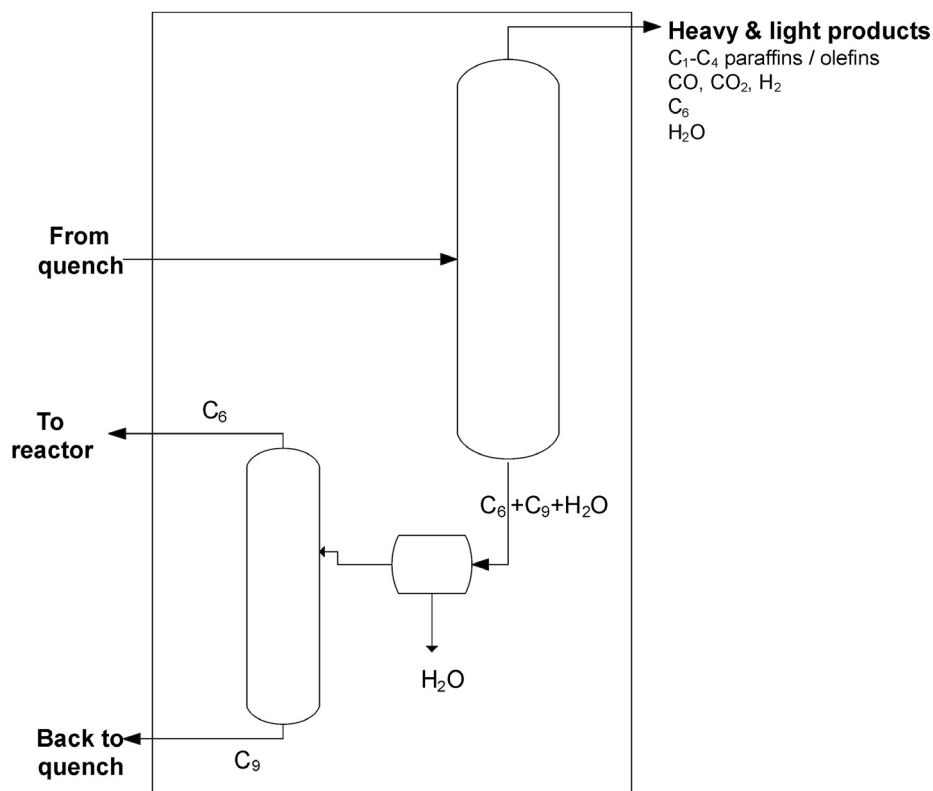 Heavy & light products
C₁-C₄ paraffins / olefins
CO, CO₂, H₂
C₆
H₂O
From
quench
To
reactor
C₆
C₆+C₉+H₂O
H₂O
Back to
quench
C₉